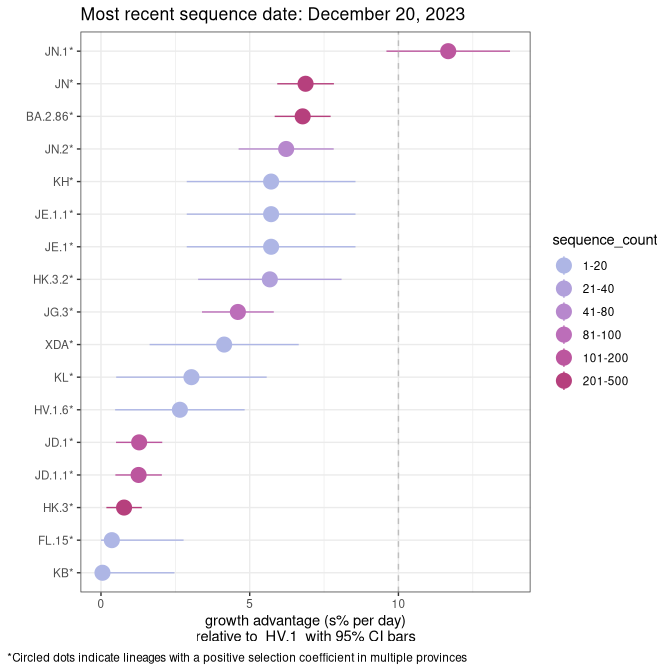 Most recent sequence date: December 20, 2023
JN.1*
JN*
BA.2.86*
JN.2*
KH*
JE.1.1*
JE.1*
HK.3.2*
JG.3*
XDA*
KL*
HV.1.6*
JD.1*
JD.1.1*
HK.3*
FL.15*
KB*
0 5 10
growth advantage (s% per day)
relative to HV.1 with 95% CI bars
sequence_count
1-20
21-40
41-80
81-100
101-200
201-500
*Circled dots indicate lineages with a positive selection coefficient in multiple provinces